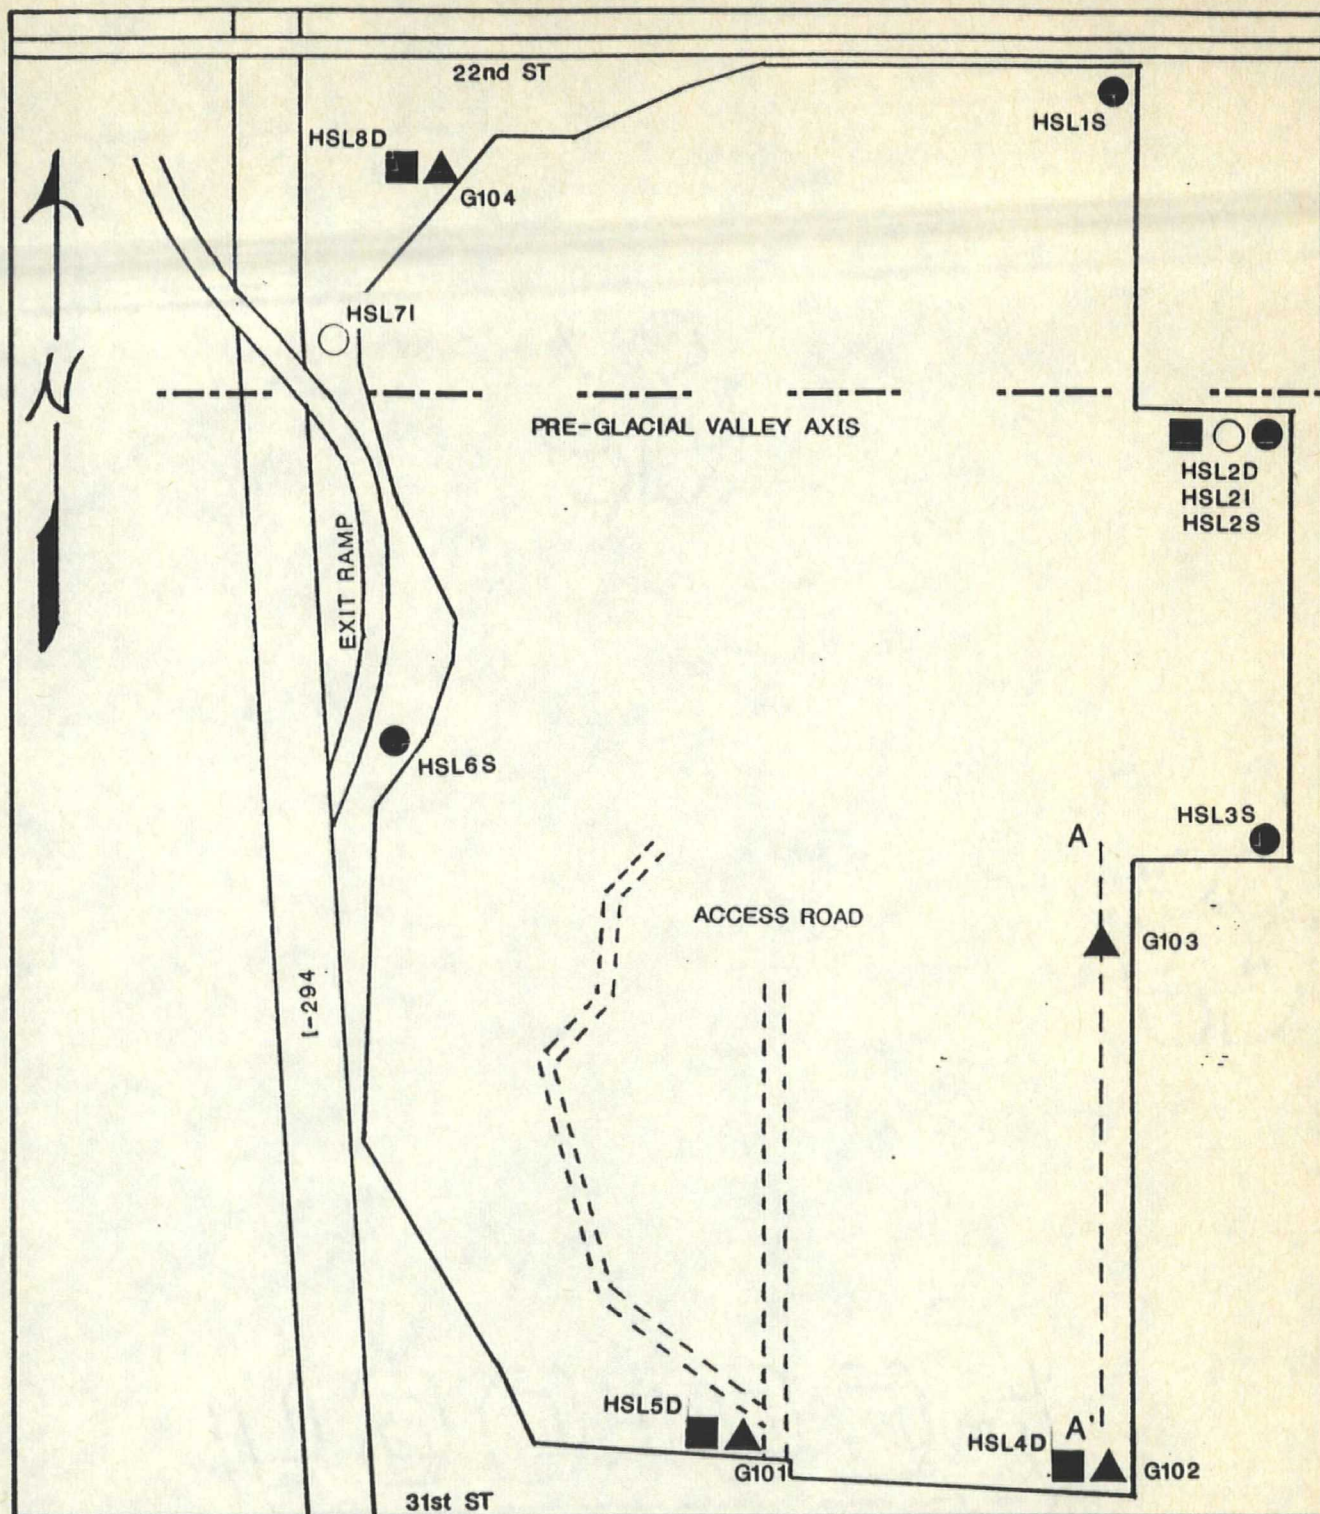 22nd ST
HSL1S
HSL8D
G104
N
HSL7I
PRE-GLACIAL VALLEY AXIS
HSL2D
HSL2I
HSL2S
EXIT RAMP
HSL6S
HSL3S
A
ACCESS ROAD
G103
I-294
HSL5D
G101
A'
HSL4D
G102
31st ST